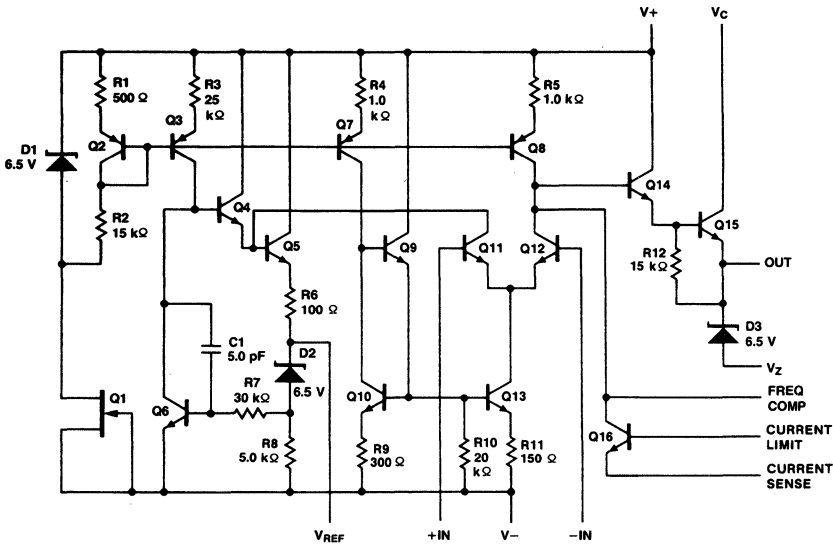 V+ VC
R1 500 Ω
Q3
R3 25 kΩ
R4 1.0 kΩ
R5 1.0 kΩ
D1 6.5 V
Q2
Q7
Q8
Q4
Q14
R2 15 kΩ
Q5
Q9
Q11
Q12
Q15
R12 15 kΩ
OUT
R6 100 Ω
C1 5.0 pF
D2 6.5 V
D3 6.5 V
VZ
Q1
Q6
R7 30 kΩ
Q10
Q13
FREQ COMP
R8 5.0 kΩ
R9 300 Ω
R10 20 kΩ
R11 150 Ω
Q16
CURRENT LIMIT
CURRENT SENSE
VREF +IN V− −IN